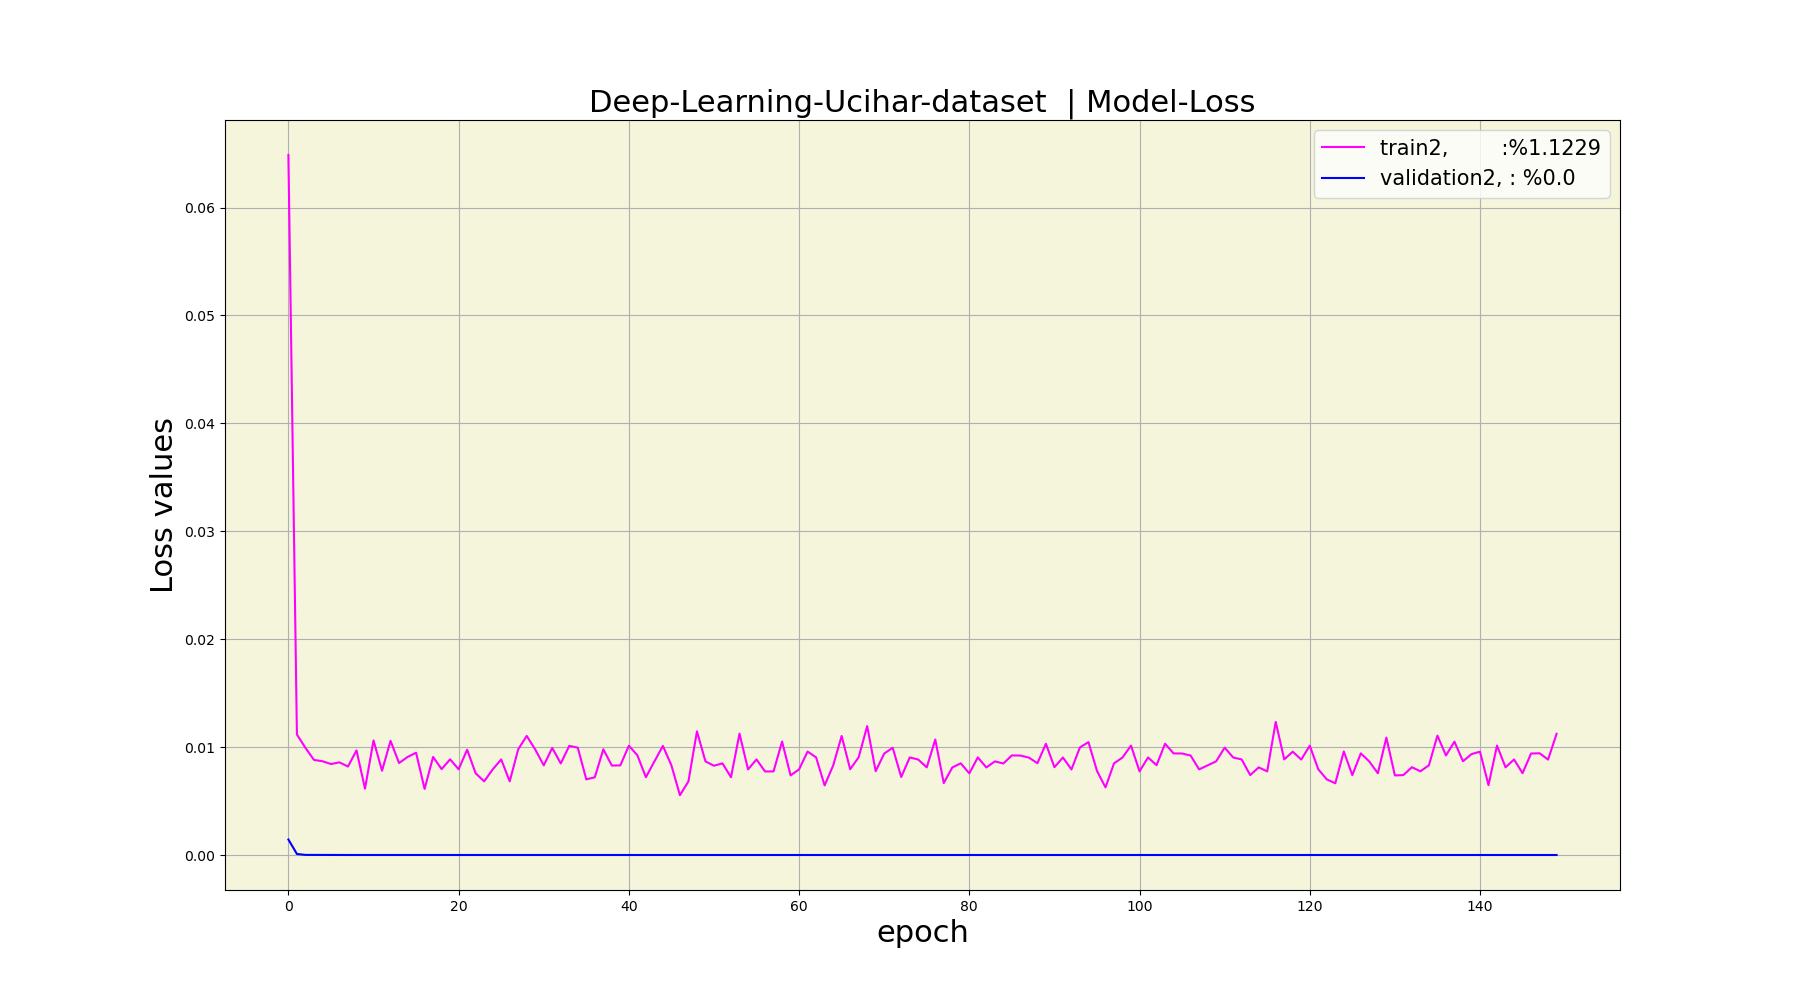 Deep-Learning-Ucihar-dataset | Model-Loss
train2, :%1.1229
validation2, : %0.0
Loss values
0.06
0.05
0.04
0.03
0.02
0.01
0.00
0 20 40 60 80 100 120 140
epoch